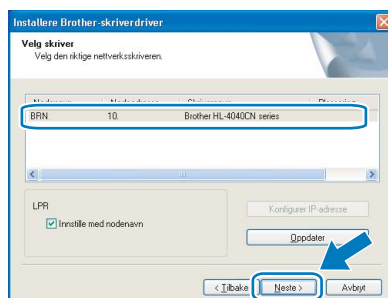 Installere Brother-skriverdriver
Velg skriver
Velg den riktige nettverksskriveren.
BRN 10. Brother HL-4040CN series
LPR
Innstille med nodenavn
Konfigurer IP-adresse
Oppdater
< Tilbake Neste > Avbryt